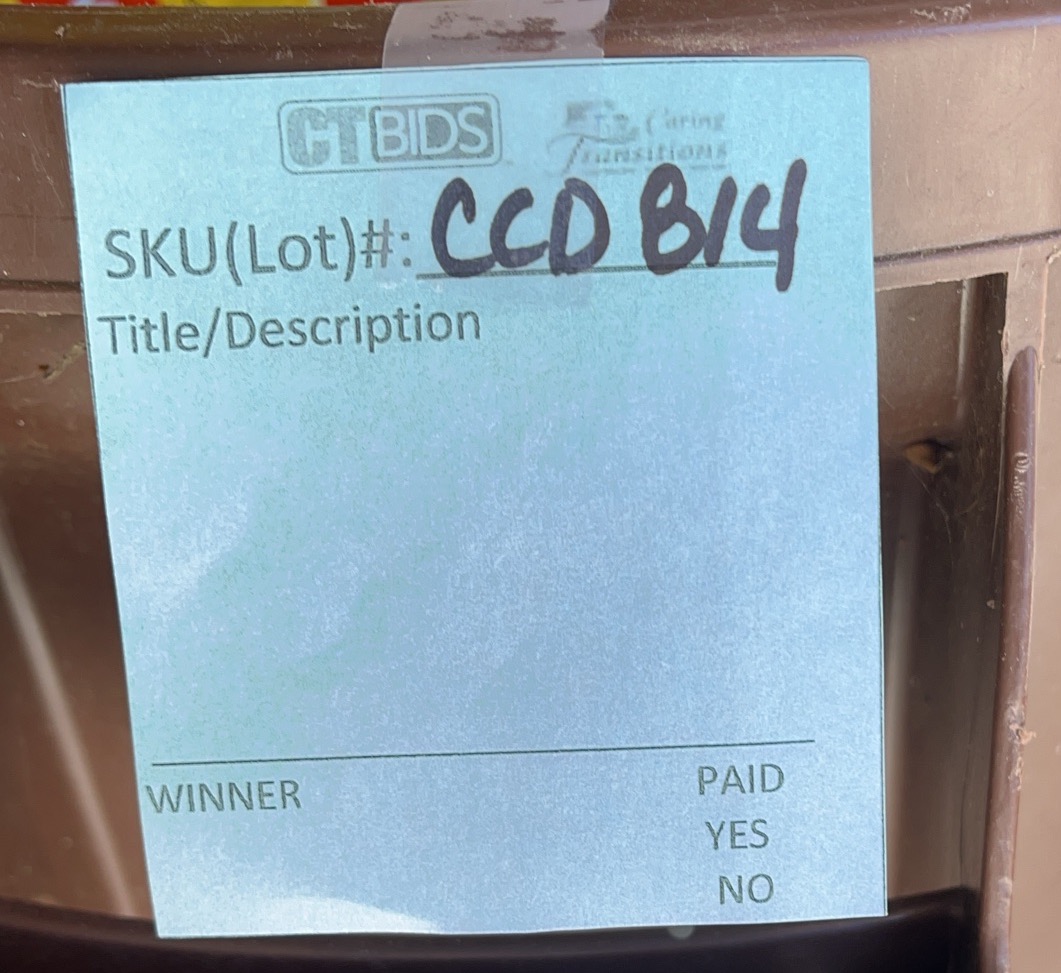 CTBIDS
Caring
Transitions
SKU(Lot)#: CCD B14
Title/Description
WINNER PAID
YES
NO